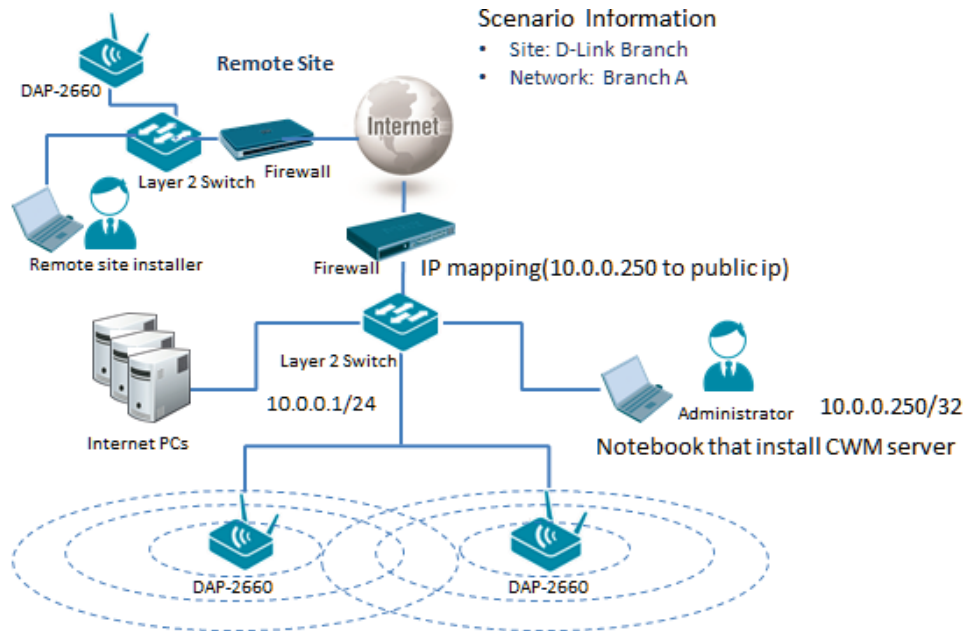 Scenario Information
• Site: D-Link Branch
• Network: Branch A
Remote Site
DAP-2660
Internet
Layer 2 Switch
Firewall
Remote site installer
Firewall
IP mapping(10.0.0.250 to public ip)
Layer 2 Switch
10.0.0.1/24
Internet PCs
Administrator
10.0.0.250/32
Notebook that install CWM server
DAP-2660
DAP-2660